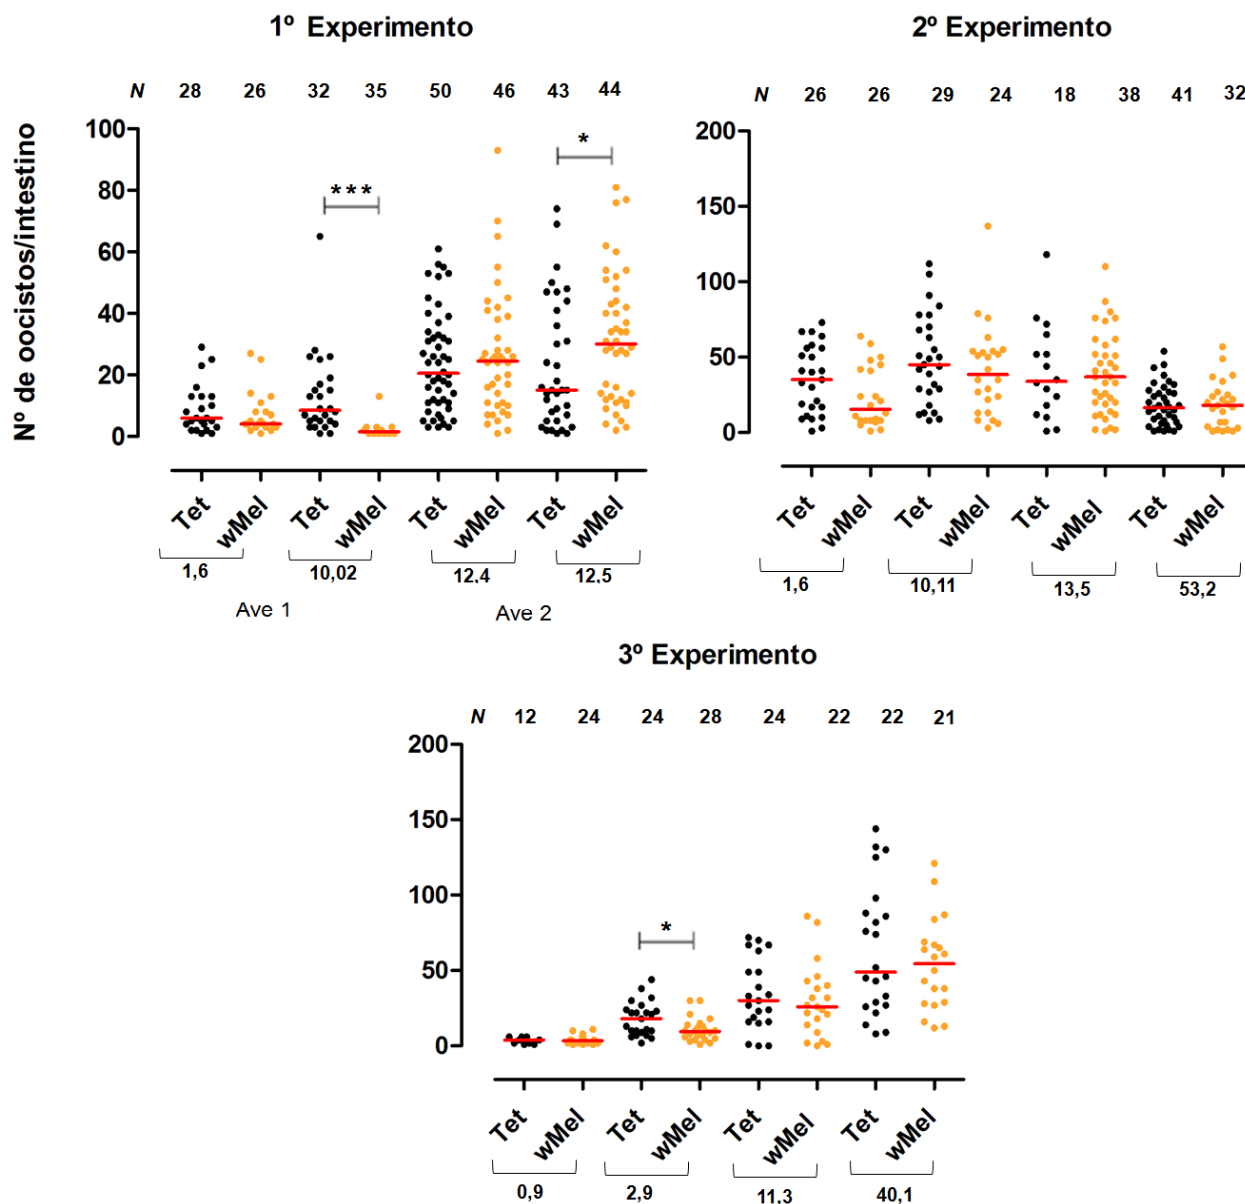 1º Experimento
N 28 26 32 35 50 46 43 44
Nº de oocistos/intestino
100
80
60
40
20
0
***
*
Tet wMel Tet wMel Tet wMel Tet wMel
1,6 10,02 12,4 12,5
Ave 1 Ave 2
2º Experimento
N 26 26 29 24 18 38 41 32
200
150
100
50
0
Tet wMel Tet wMel Tet wMel Tet wMel
1,6 10,11 13,5 53,2
3º Experimento
N 12 24 24 28 24 22 22 21
200
150
100
50
0
*
Tet wMel Tet wMel Tet wMel Tet wMel
0,9 2,9 11,3 40,1